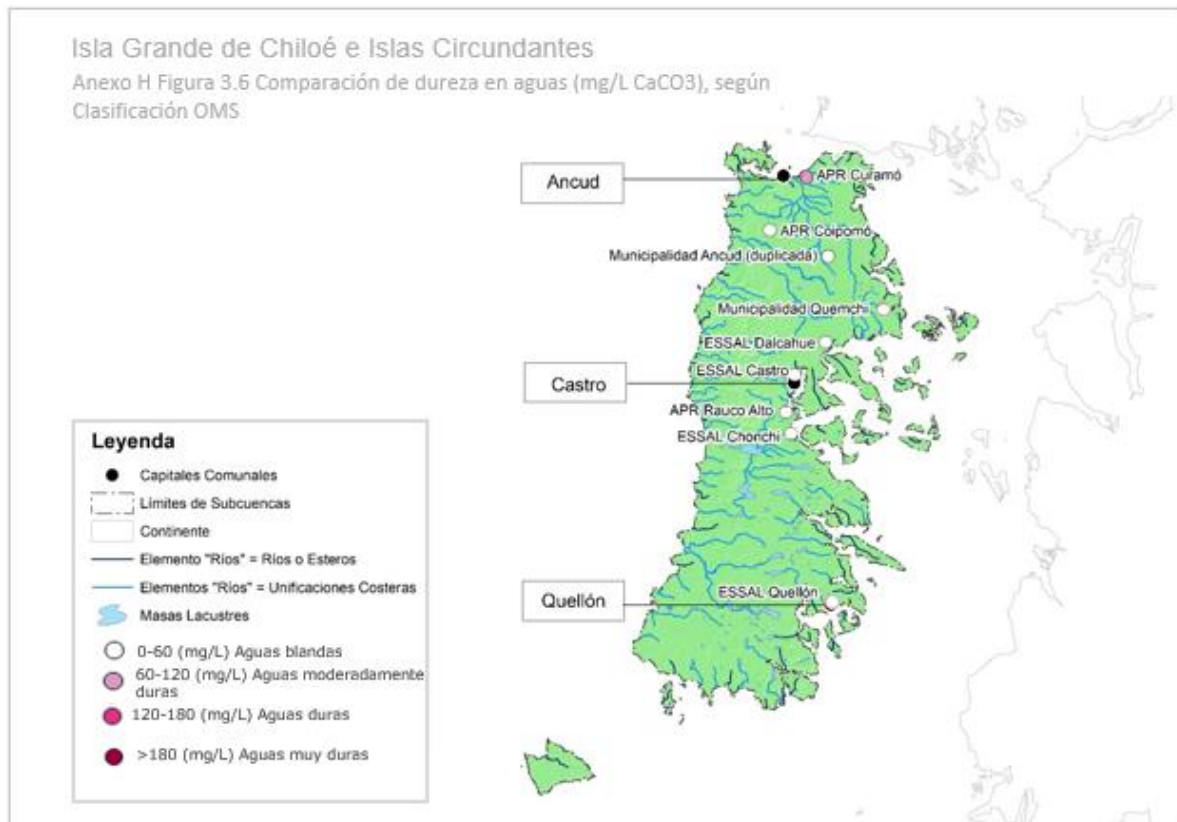 Isla Grande de Chiloé e Islas Circundantes
Anexo H Figura 3.6 Comparación de dureza en aguas (mg/L CaCO3), según
Clasificación OMS
Ancud
APR Curamó
APR Coipomó
Municipalidad Ancud (duplicada)
Municipalidad Quemchi
ESSAL Dalcahue
ESSAL Castro
Castro
APR Rauco Alto
ESSAL Chonchi
ESSAL Quellón
Quellón
Leyenda
Capitales Comunales
Límites de Subcuencas
Continente
Elemento "Ríos" = Ríos o Esteros
Elementos "Ríos" = Unificaciones Costeras
Masas Lacustres
0-60 (mg/L) Aguas blandas
60-120 (mg/L) Aguas moderadamente
duras
120-180 (mg/L) Aguas duras
>180 (mg/L) Aguas muy duras